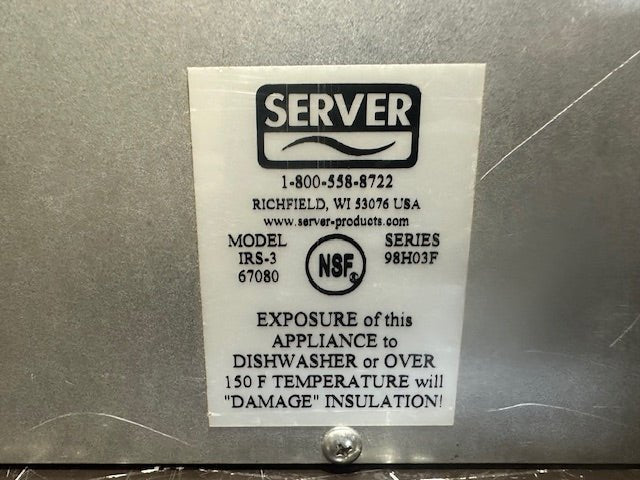 SERVER
1-800-558-8722
RICHFIELD, WI 53076 USA
www.server-products.com
MODEL
IRS-3
67080
NSF
SERIES
98H03F
EXPOSURE of this
APPLIANCE to
DISHWASHER or OVER
150 F TEMPERATURE will
"DAMAGE" INSULATION!